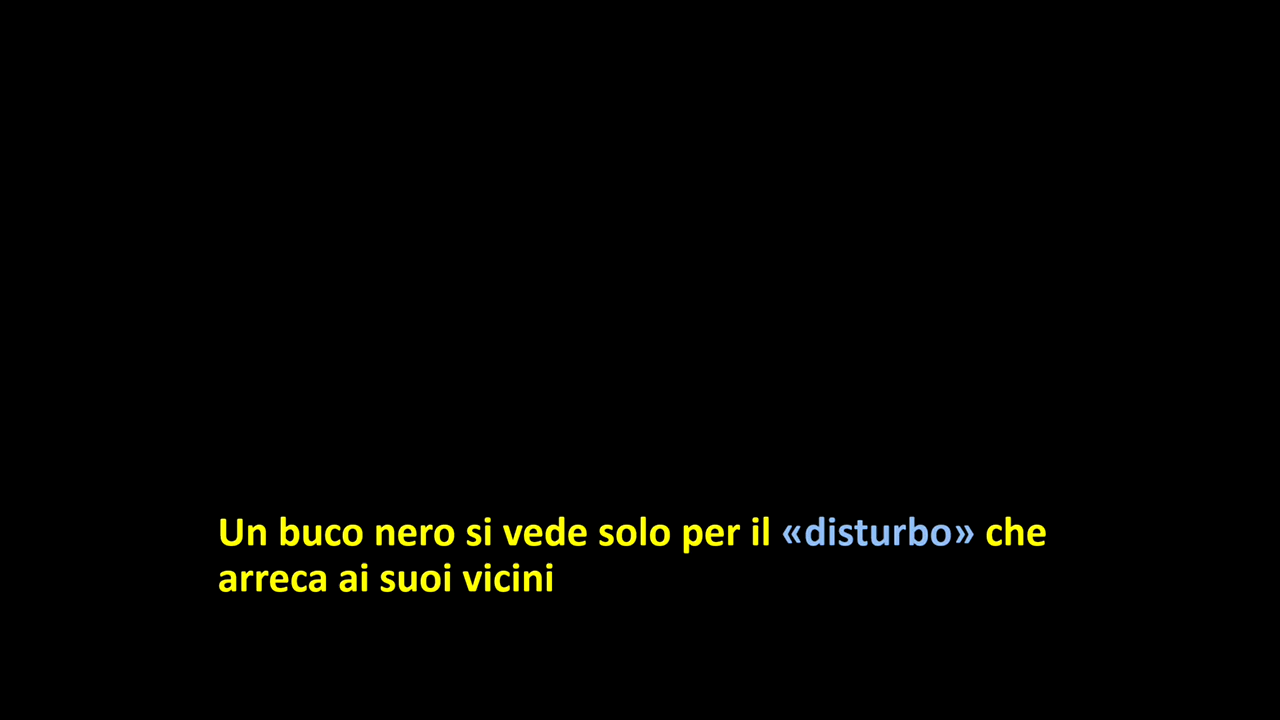 Un buco nero si vede solo per il «disturbo» che
arreca ai suoi vicini